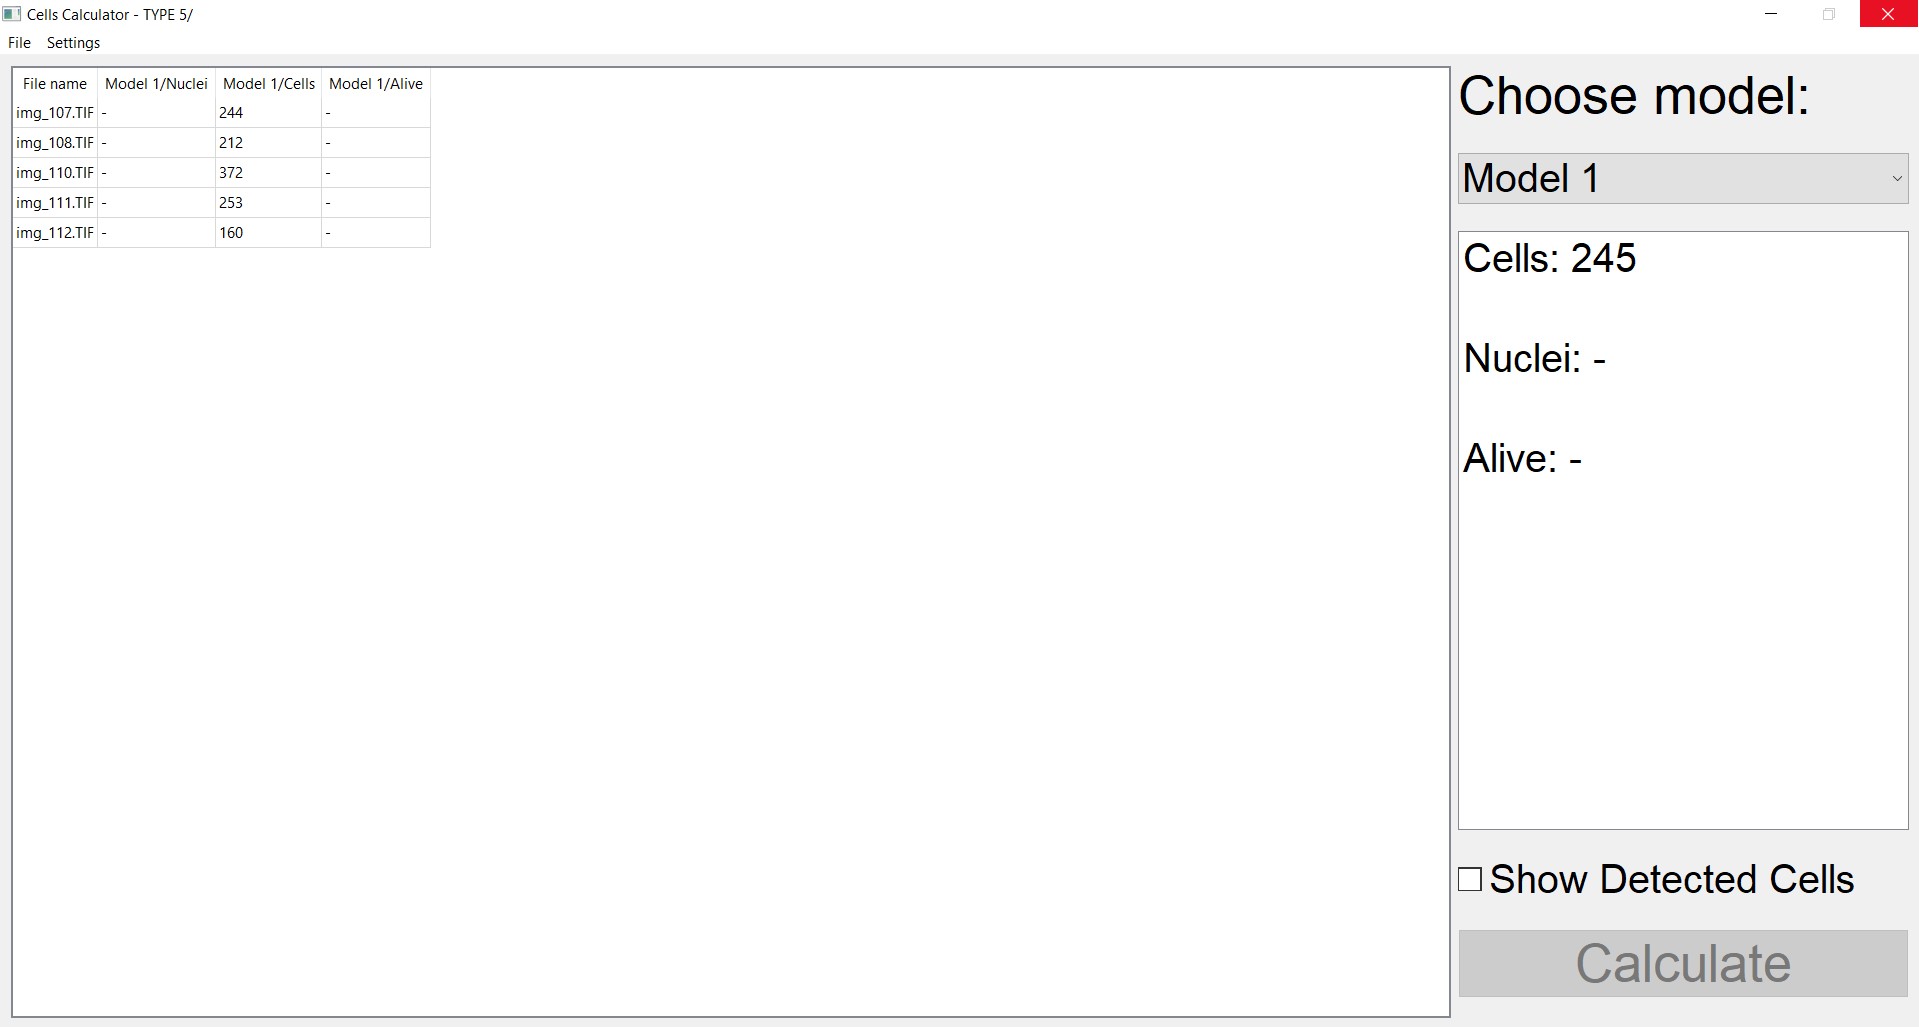 Cells Calculator - TYPE 5/
File Settings
File name Model 1/Nuclei Model 1/Cells Model 1/Alive
img_107.TIF - 244 -
img_108.TIF - 212 -
img_110.TIF - 372 -
img_111.TIF - 253 -
img_112.TIF - 160 -
Choose model:
Model 1
Cells: 245
Nuclei: -
Alive: -
Show Detected Cells
Calculate